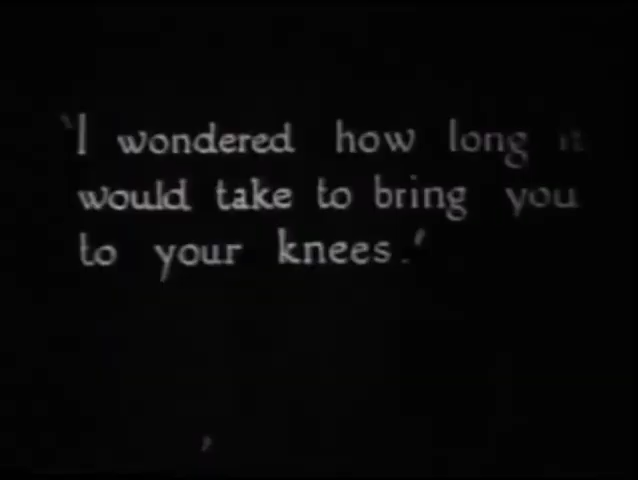 'I wondered how long it
would take to bring you
to your knees.'